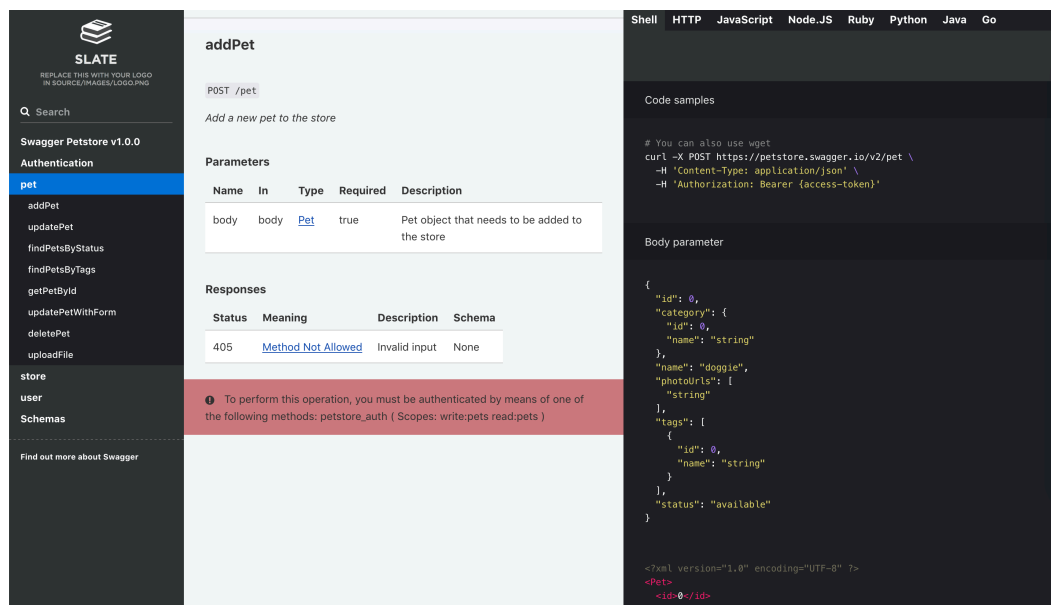 SLATE
REPLACE THIS WITH YOUR LOGO
IN SOURCE/IMAGES/LOGO.PNG
Search
Swagger Petstore v1.0.0
Authentication
pet
addPet
updatePet
findPetsByStatus
findPetsByTags
getPetById
updatePetWithForm
deletePet
uploadFile
store
user
Schemas
Find out more about Swagger
addPet
POST /pet
Add a new pet to the store
Parameters
Name In Type Required Description
body body Pet true Pet object that needs to be added to
the store
Responses
Status Meaning Description Schema
405 Method Not Allowed Invalid input None
To perform this operation, you must be authenticated by means of one of
the following methods: petstore_auth ( Scopes: write:pets read:pets )
Shell HTTP JavaScript Node.JS Ruby Python Java Go
Code samples
# You can also use wget
curl -X POST https://petstore.swagger.io/v2/pet \
-H 'Content-Type: application/json' \
-H 'Authorization: Bearer {access-token}'
Body parameter
{
"id": 0,
"category": {
"id": 0,
"name": "string"
},
"name": "doggie",
"photoUrls": [
"string"
],
"tags": [
{
"id": 0,
"name": "string"
}
],
"status": "available"
}
<?xml version="1.0" encoding="UTF-8" ?>
<Pet>
<id>0</id>